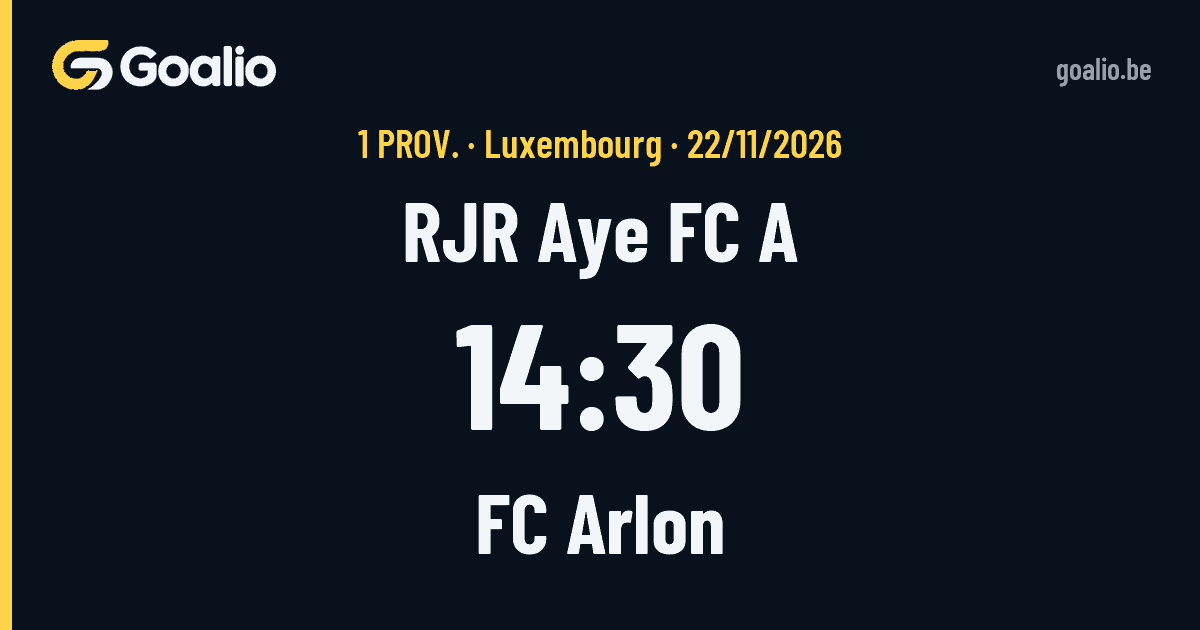 Goalio
goalio.be
1 PROV. · Luxembourg · 22/11/2026
RJR Aye FC A
14:30
FC Arlon